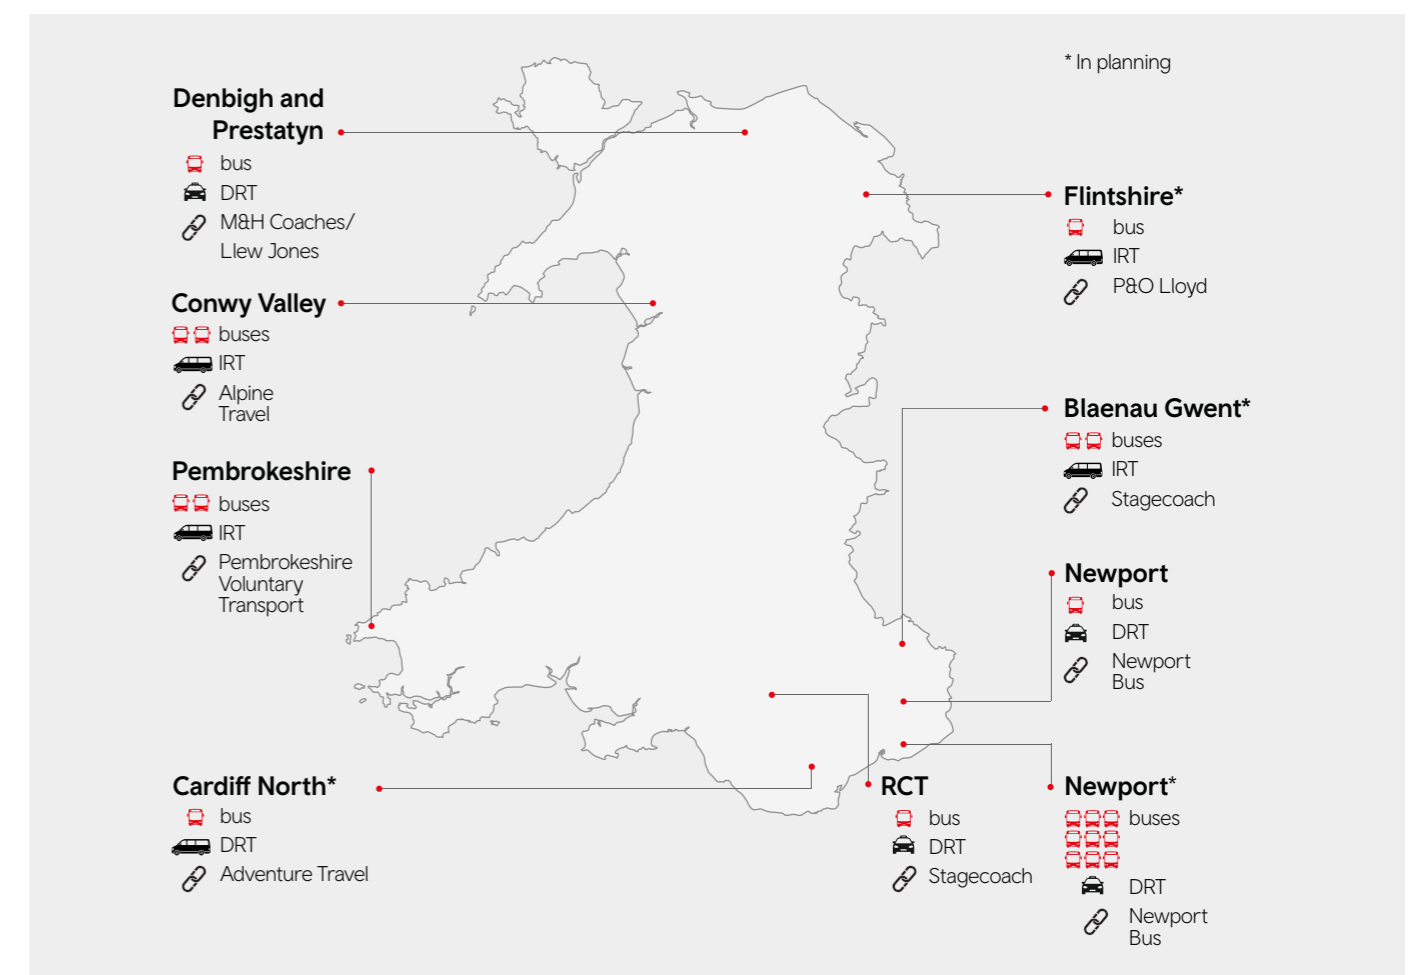 * In planning
Denbigh and
Prestatyn
bus
DRT
M&H Coaches/
Llew Jones
Conwy Valley
buses
IRT
Alpine
Travel
Pembrokeshire
buses
IRT
Pembrokeshire
Voluntary
Transport
Cardiff North*
bus
DRT
Adventure Travel
Flintshire*
bus
IRT
P&O Lloyd
Blaenau Gwent*
buses
IRT
Stagecoach
Newport
bus
DRT
Newport
Bus
RCT
bus
DRT
Stagecoach
Newport*
buses
DRT
Newport
Bus